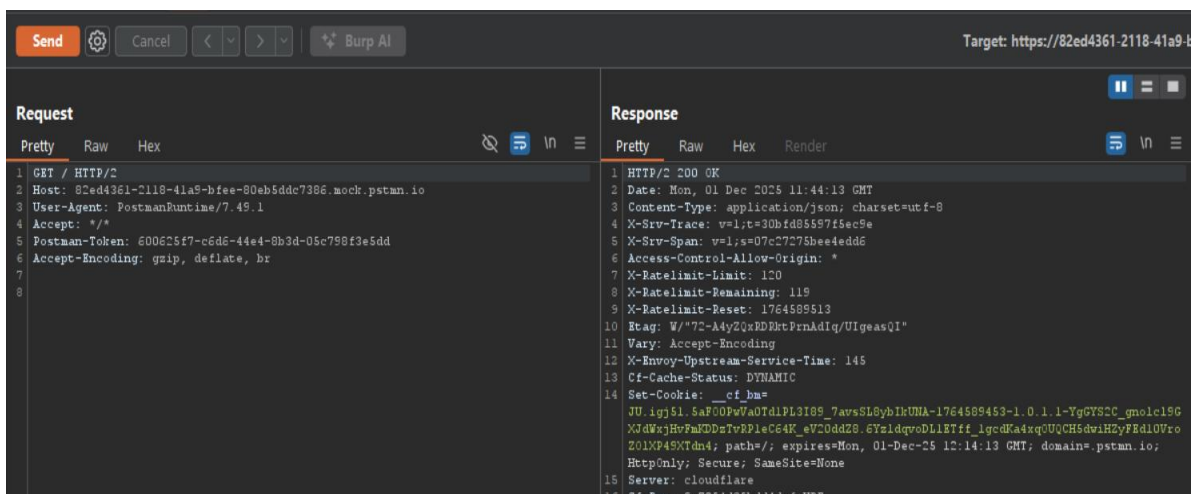 Send Cancel Burp AI Target: https://82ed4361-2118-41a9-b
Request
Pretty Raw Hex \n
1 GET / HTTP/2
2 Host: 82ed4361-2118-41a9-bfee-80eb5ddc7386.mock.pstmn.io
3 User-Agent: PostmanRuntime/7.49.1
4 Accept: */*
5 Postman-Token: 600625f7-c6d6-44e4-8b3d-05c798f3e5dd
6 Accept-Encoding: gzip, deflate, br
7
8
Response
Pretty Raw Hex Render \n
1 HTTP/2 200 OK
2 Date: Mon, 01 Dec 2025 11:44:13 GMT
3 Content-Type: application/json; charset=utf-8
4 X-Srv-Trace: v=1;t=30bfd85597f5ec9e
5 X-Srv-Span: v=1;s=07c27275bee4edd6
6 Access-Control-Allow-Origin: *
7 X-Ratelimit-Limit: 120
8 X-Ratelimit-Remaining: 119
9 X-Ratelimit-Reset: 1764589513
10 Etag: W/"72-A4yZQxRDRktPrnAdIq/UIgeasQI"
11 Vary: Accept-Encoding
12 X-Envoy-Upstream-Service-Time: 145
13 Cf-Cache-Status: DYNAMIC
14 Set-Cookie: __cf_bm=
JU.igj51.5aF0OPwVa0Td1PL3I89_7avsSL8ybIkUNA-1764589453-1.0.1.1-YgGYS2C_gnolc19G
XJdWxjHvFmKDDzTvRPleC64K_eV20ddZ8.6YzldqvoDL1ETff_lgcdKa4xq0UQCH5dwiHZyFEdl0Vro
Z01XP49XTdn4; path=/; expires=Mon, 01-Dec-25 12:14:13 GMT; domain=.pstmn.io;
HttpOnly; Secure; SameSite=None
15 Server: cloudflare